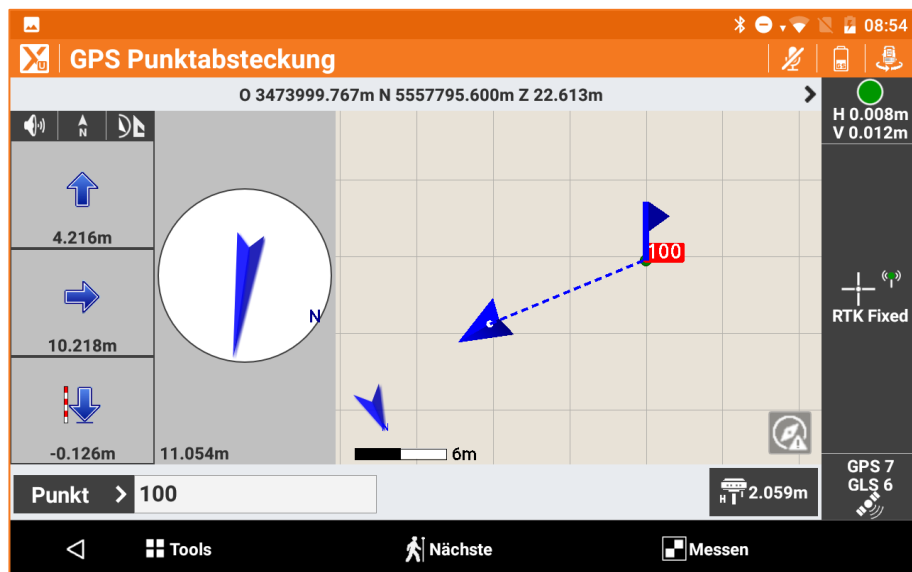 08:54
X U GPS Punktabsteckung
O 3473999.767m N 5557795.600m Z 22.613m
H 0.008m
V 0.012m
N
4.216m
10.218m
-0.126m
N
11.054m
100
N
6m
RTK Fixed
GPS 7
GLS 6
Punkt 100
H 2.059m
Tools
Nächste
Messen